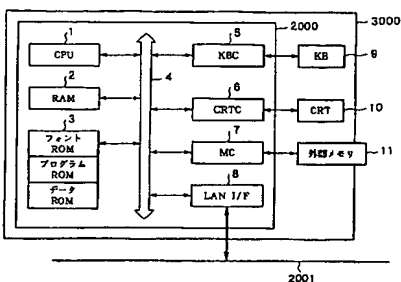 2000
3000
1
CPU
2
RAM
3
フォント
ROM
プログラム
ROM
データ
ROM
4
5
KBC
KB
9
6
CRTC
CRT
10
7
MC
外部メモリ
11
8
LAN I/F
2001